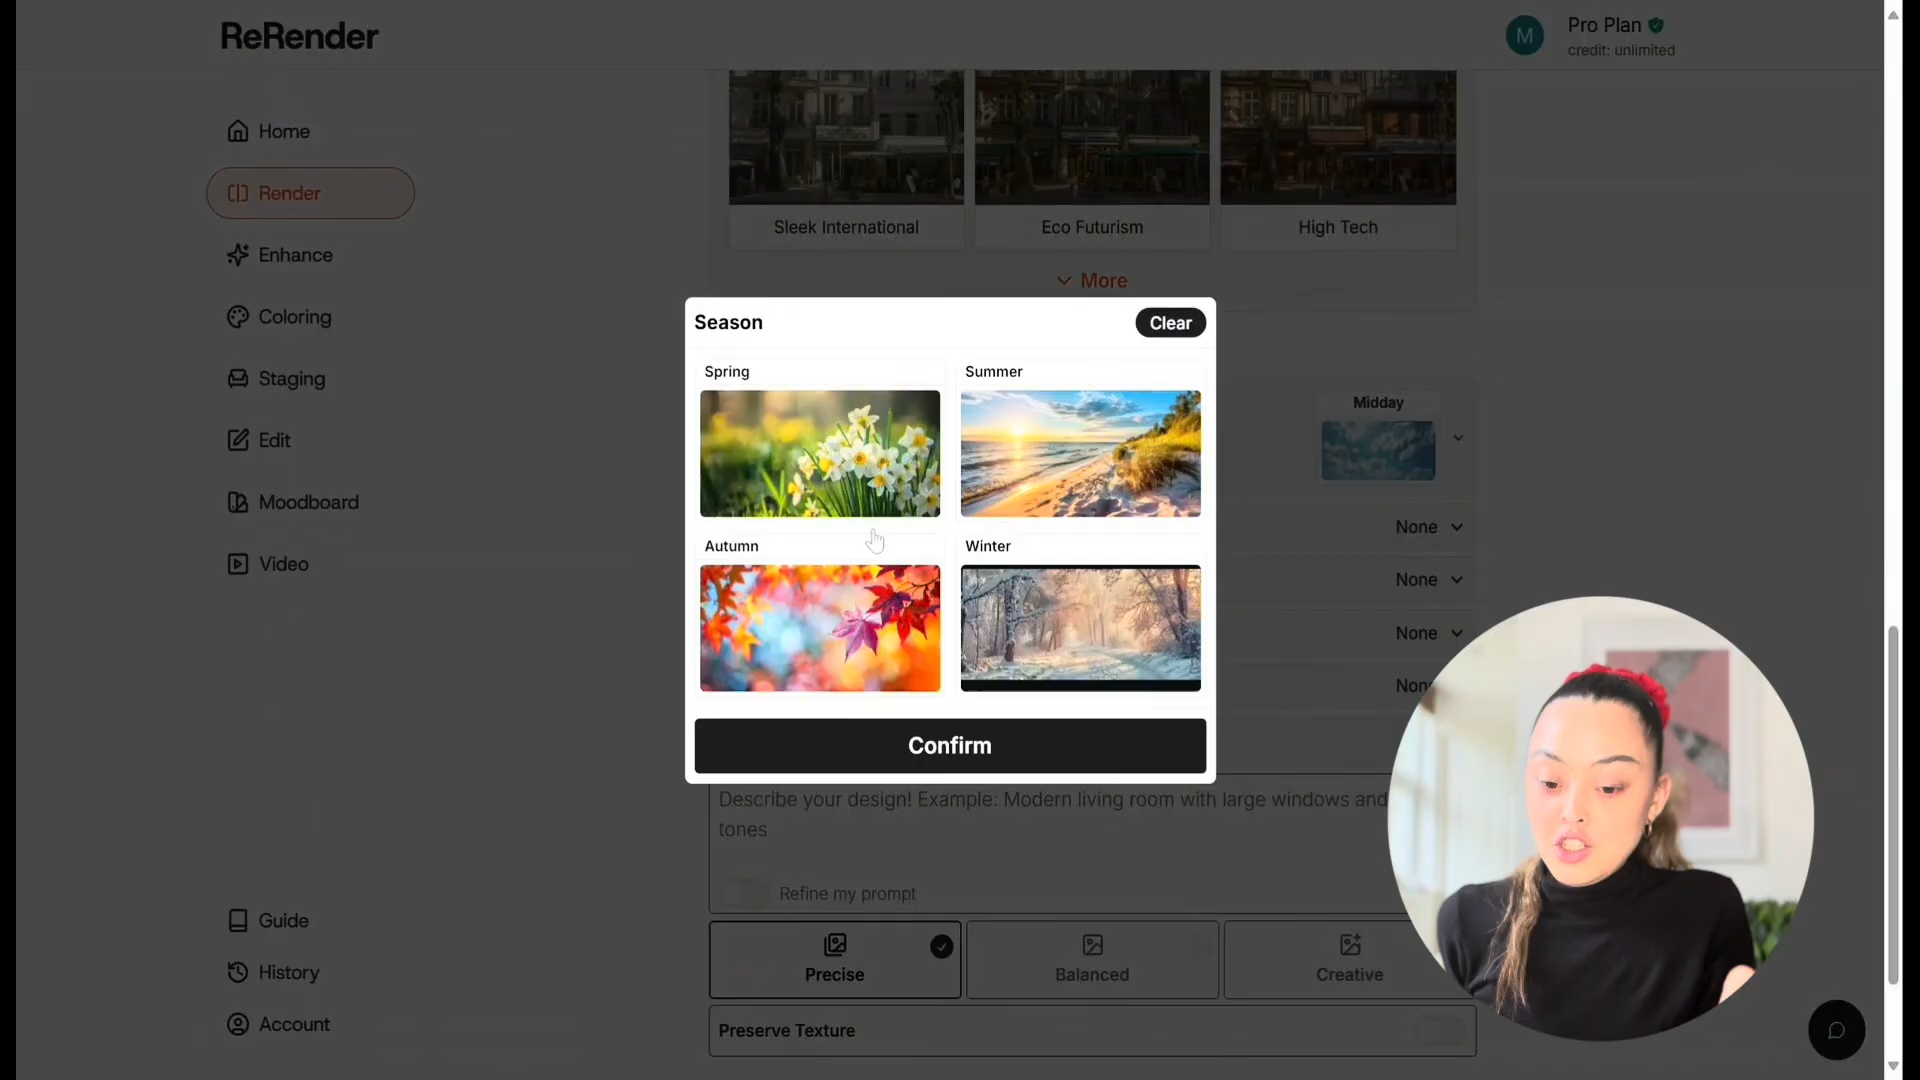 ReRender
M
Pro Plan
credit: unlimited
Home
Render
Enhance
Coloring
Staging
Edit
Moodboard
Video
Guide
History
Account
Sleek International
Eco Futurism
High Tech
More
Season
Clear
Spring
Summer
Autumn
Winter
Confirm
Midday
None
None
None
Non
Describe your design! Example: Modern living room with large windows and
tones
Refine my prompt
Precise
Balanced
Creative
Preserve Texture